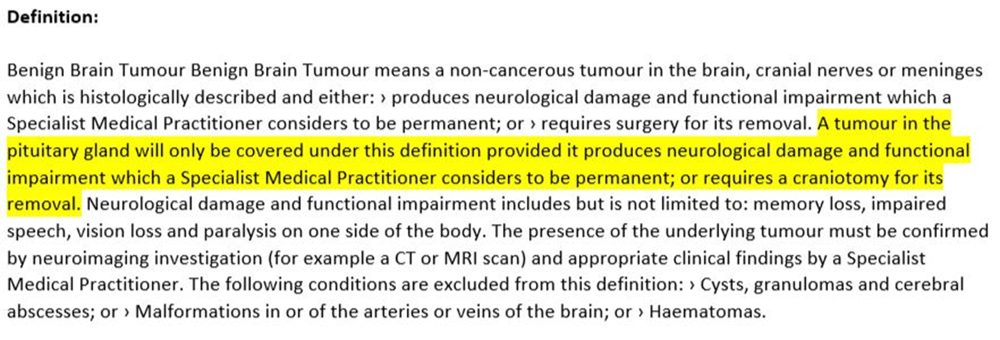 Definition:
Benign Brain Tumour Benign Brain Tumour means a non-cancerous tumour in the brain, cranial nerves or meninges
which is histologically described and either: › produces neurological damage and functional impairment which a
Specialist Medical Practitioner considers to be permanent; or › requires surgery for its removal. A tumour in the
pituitary gland will only be covered under this definition provided it produces neurological damage and functional
impairment which a Specialist Medical Practitioner considers to be permanent; or requires a craniotomy for its
removal. Neurological damage and functional impairment includes but is not limited to: memory loss, impaired
speech, vision loss and paralysis on one side of the body. The presence of the underlying tumour must be confirmed
by neuroimaging investigation (for example a CT or MRI scan) and appropriate clinical findings by a Specialist
Medical Practitioner. The following conditions are excluded from this definition: › Cysts, granulomas and cerebral
abscesses; or › Malformations in or of the arteries or veins of the brain; or › Haematomas.